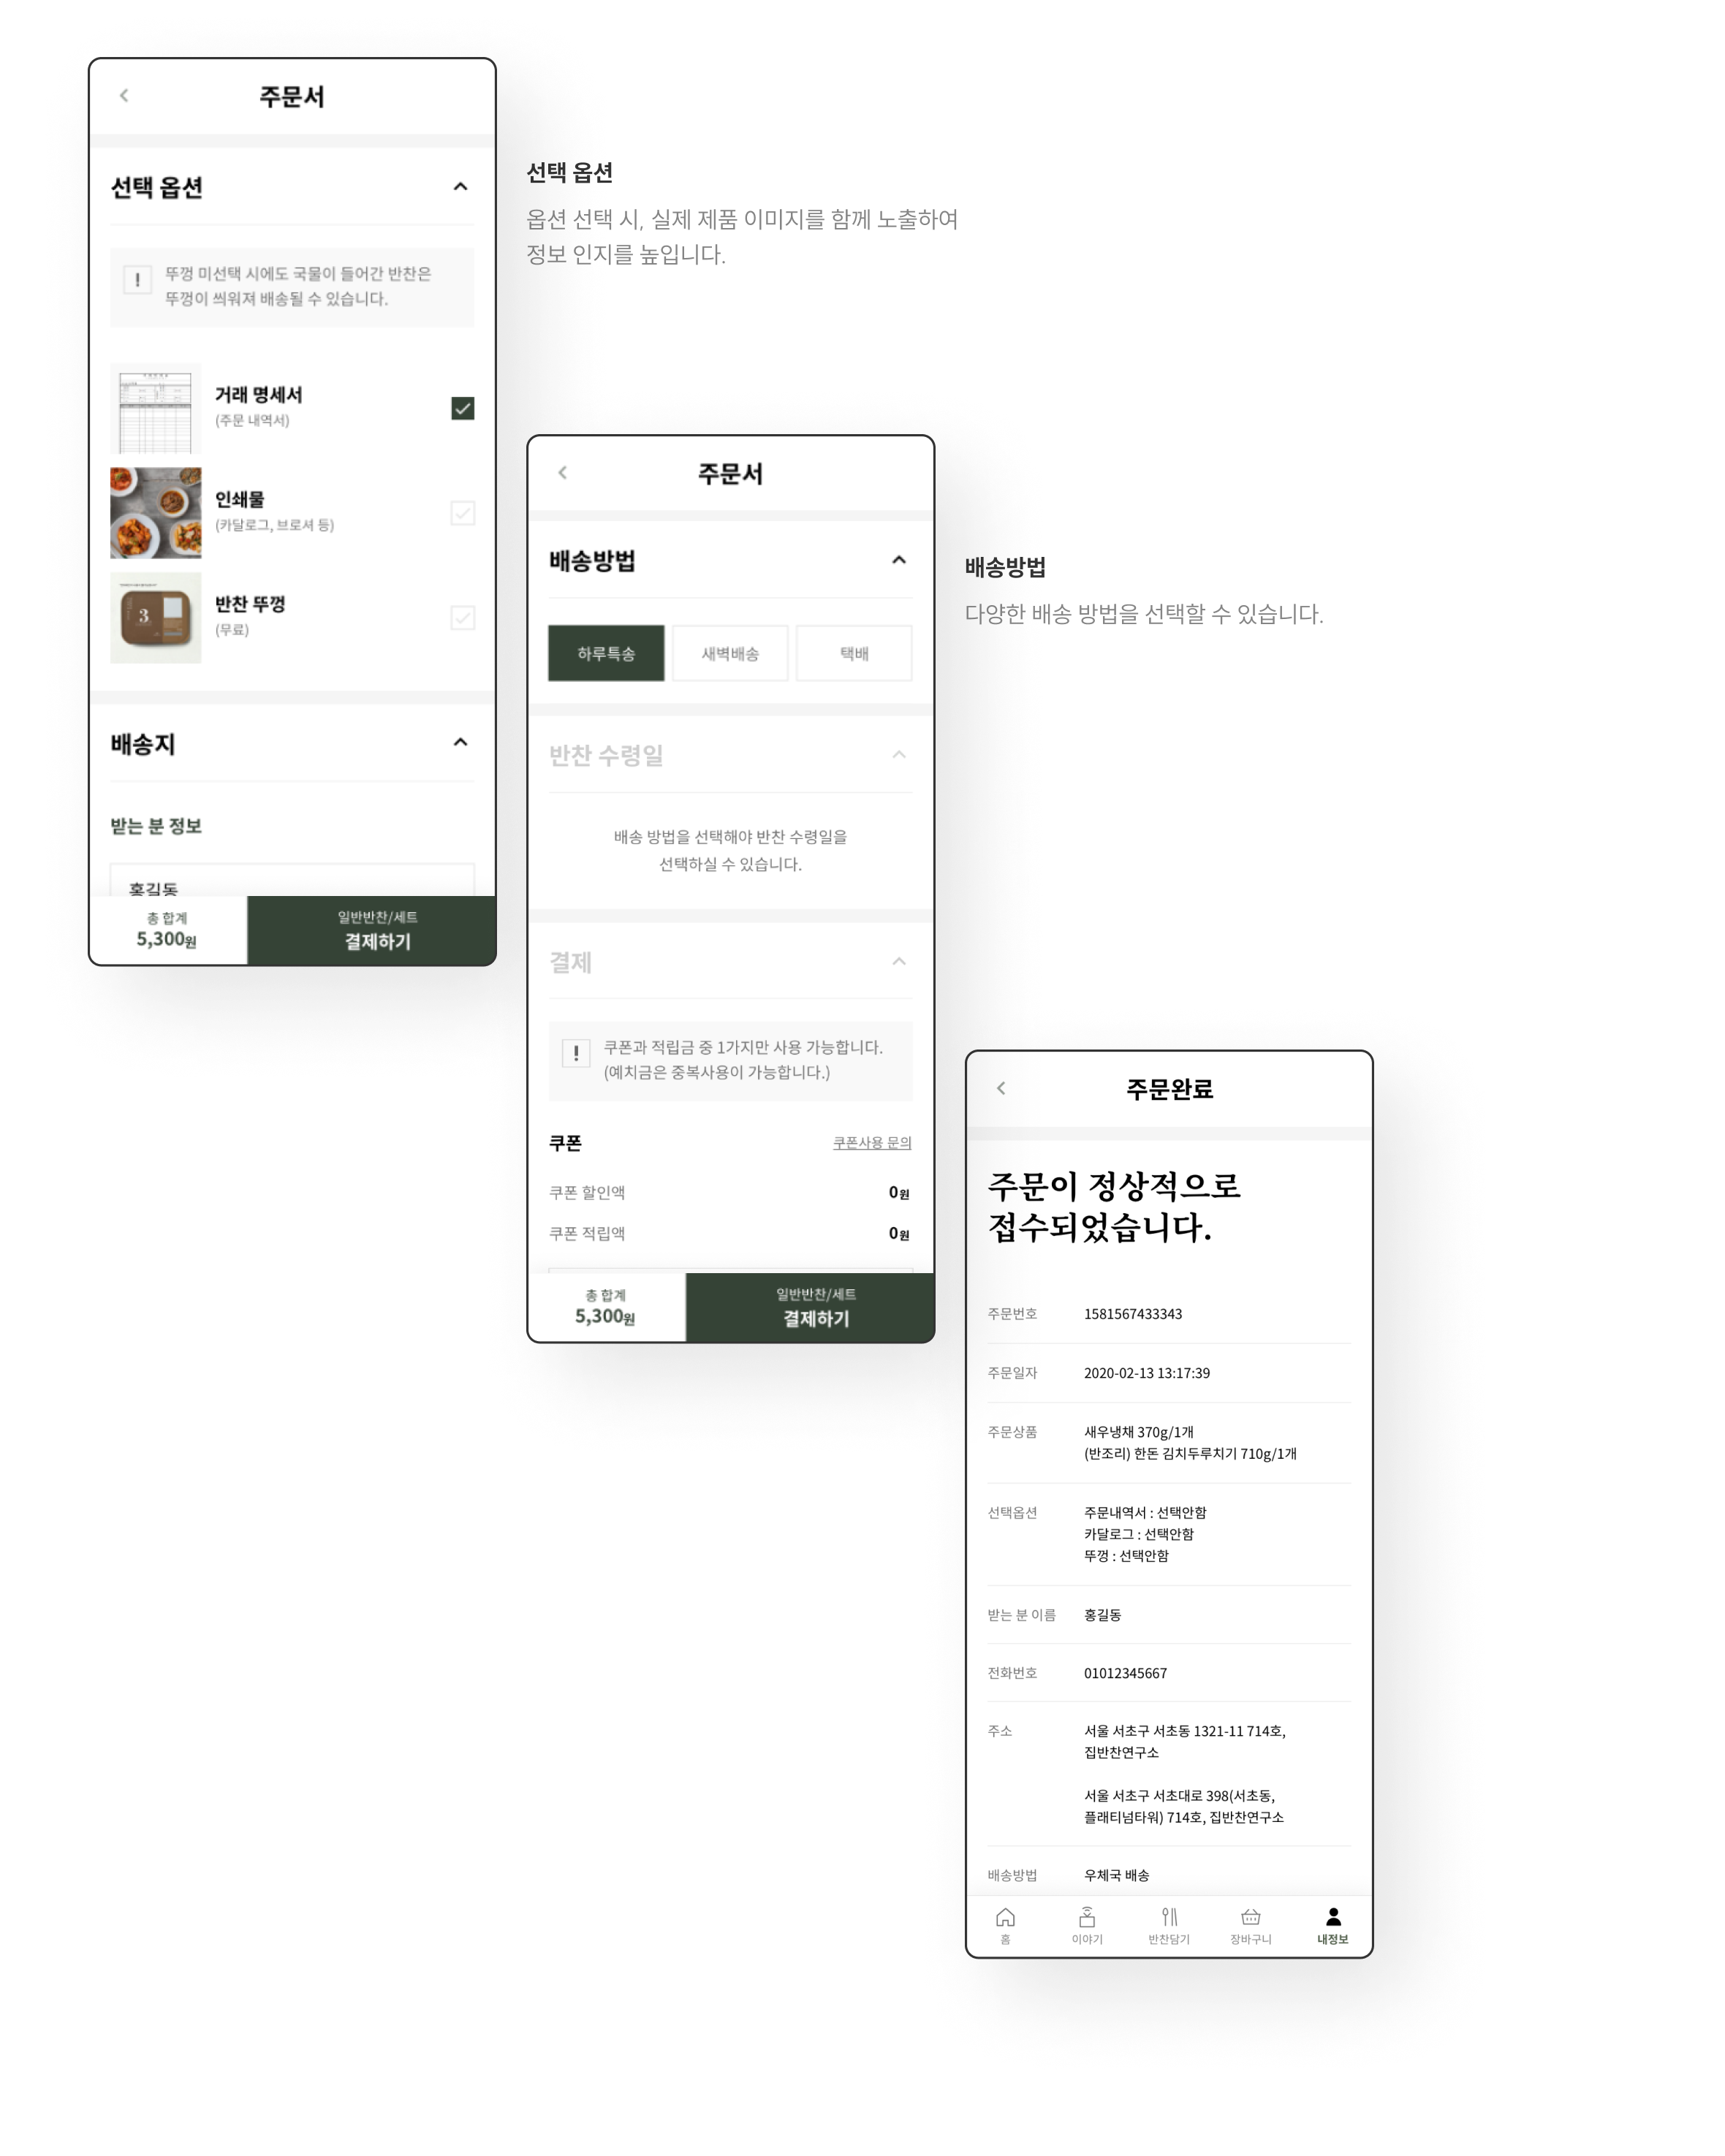 주문서
선택 옵션
뚜껑 미선택 시에도 국물이 들어간 반찬은
뚜껑이 씌워져 배송될 수 있습니다.
거래 명세서
(주문 내역서)
인쇄물
(카달로그, 브로셔 등)
3
반찬 뚜껑
(무료)
배송지
받는 분 정보
홍길동
총 합계
5,300원
일반반찬/세트
결제하기
선택 옵션
옵션 선택 시, 실제 제품 이미지를 함께 노출하여
정보 인지를 높입니다.
주문서
배송방법
하루특송 새벽배송 택배
반찬 수령일
배송 방법을 선택해야 반찬 수령일을
선택하실 수 있습니다.
결제
쿠폰과 적립금 중 1가지만 사용 가능합니다.
(예치금은 중복사용이 가능합니다.)
쿠폰 쿠폰사용 문의
쿠폰 할인액 0원
쿠폰 적립액 0원
총 합계
5,300원
일반반찬/세트
결제하기
배송방법
다양한 배송 방법을 선택할 수 있습니다.
주문완료
주문이 정상적으로
접수되었습니다.
주문번호 1581567433343
주문일자 2020-02-13 13:17:39
주문상품 새우냉채 370g/1개
(반조리) 한돈 김치두루치기 710g/1개
선택옵션 주문내역서 : 선택안함
카달로그 : 선택안함
뚜껑 : 선택안함
받는 분 이름 홍길동
전화번호 01012345667
주소 서울 서초구 서초동 1321-11 714호,
집반찬연구소
서울 서초구 서초대로 398(서초동,
플래티넘타워) 714호, 집반찬연구소
배송방법 우체국 배송
홈 이야기 반찬담기 장바구니 내정보